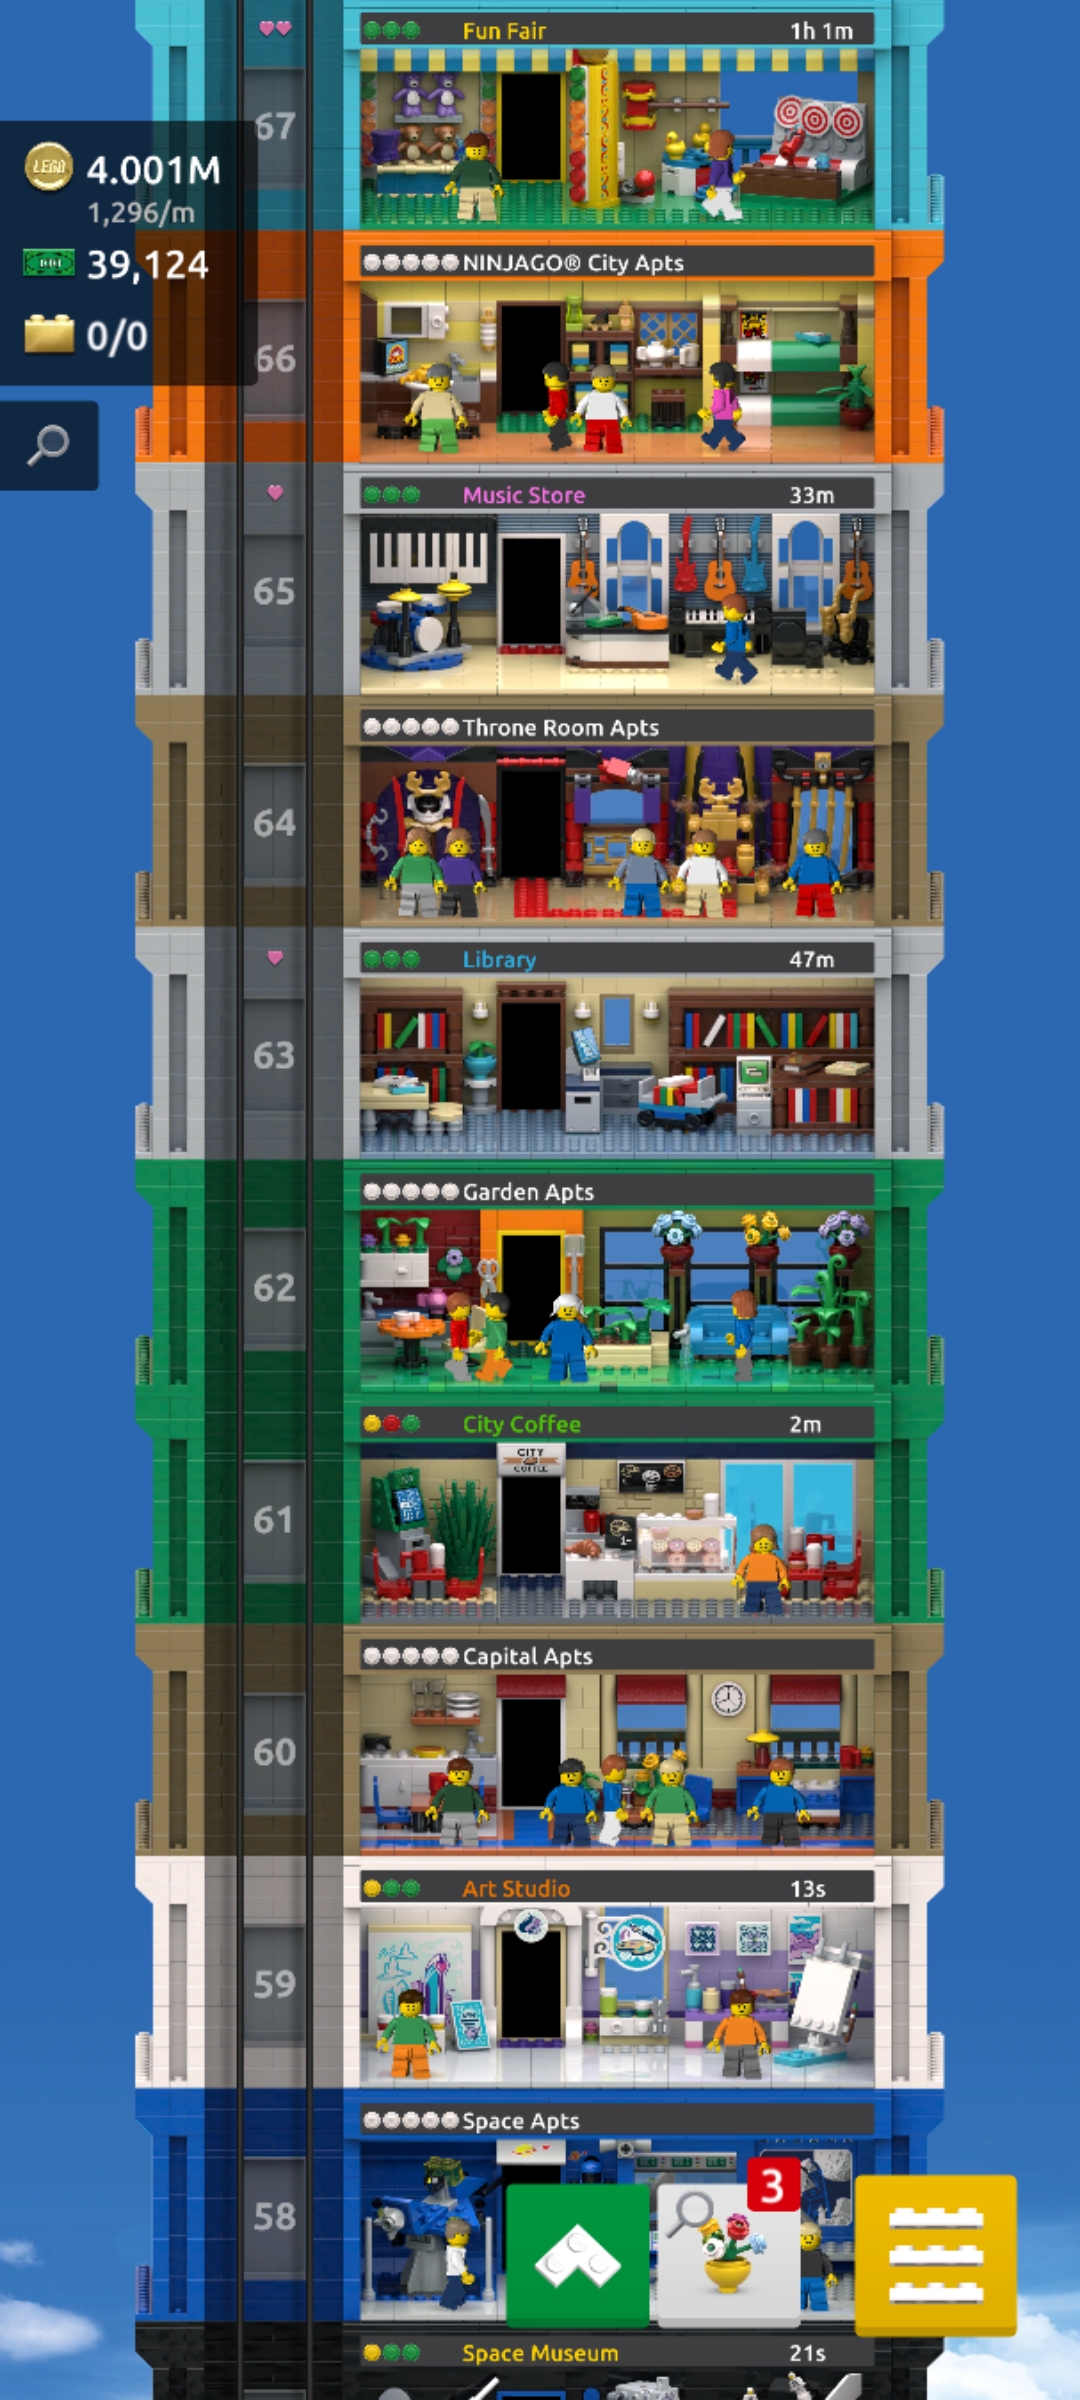 Fun Fair 1h 1m
67
LEGO 4.001M
1,296/m
39,124
0/0
NINJAGO® City Apts
66
Music Store 33m
65
Throne Room Apts
64
Library 47m
63
Garden Apts
62
City Coffee 2m
CITY
COFFEE
61
Capital Apts
60
Art Studio 13s
59
Space Apts
58
3
Space Museum 21s